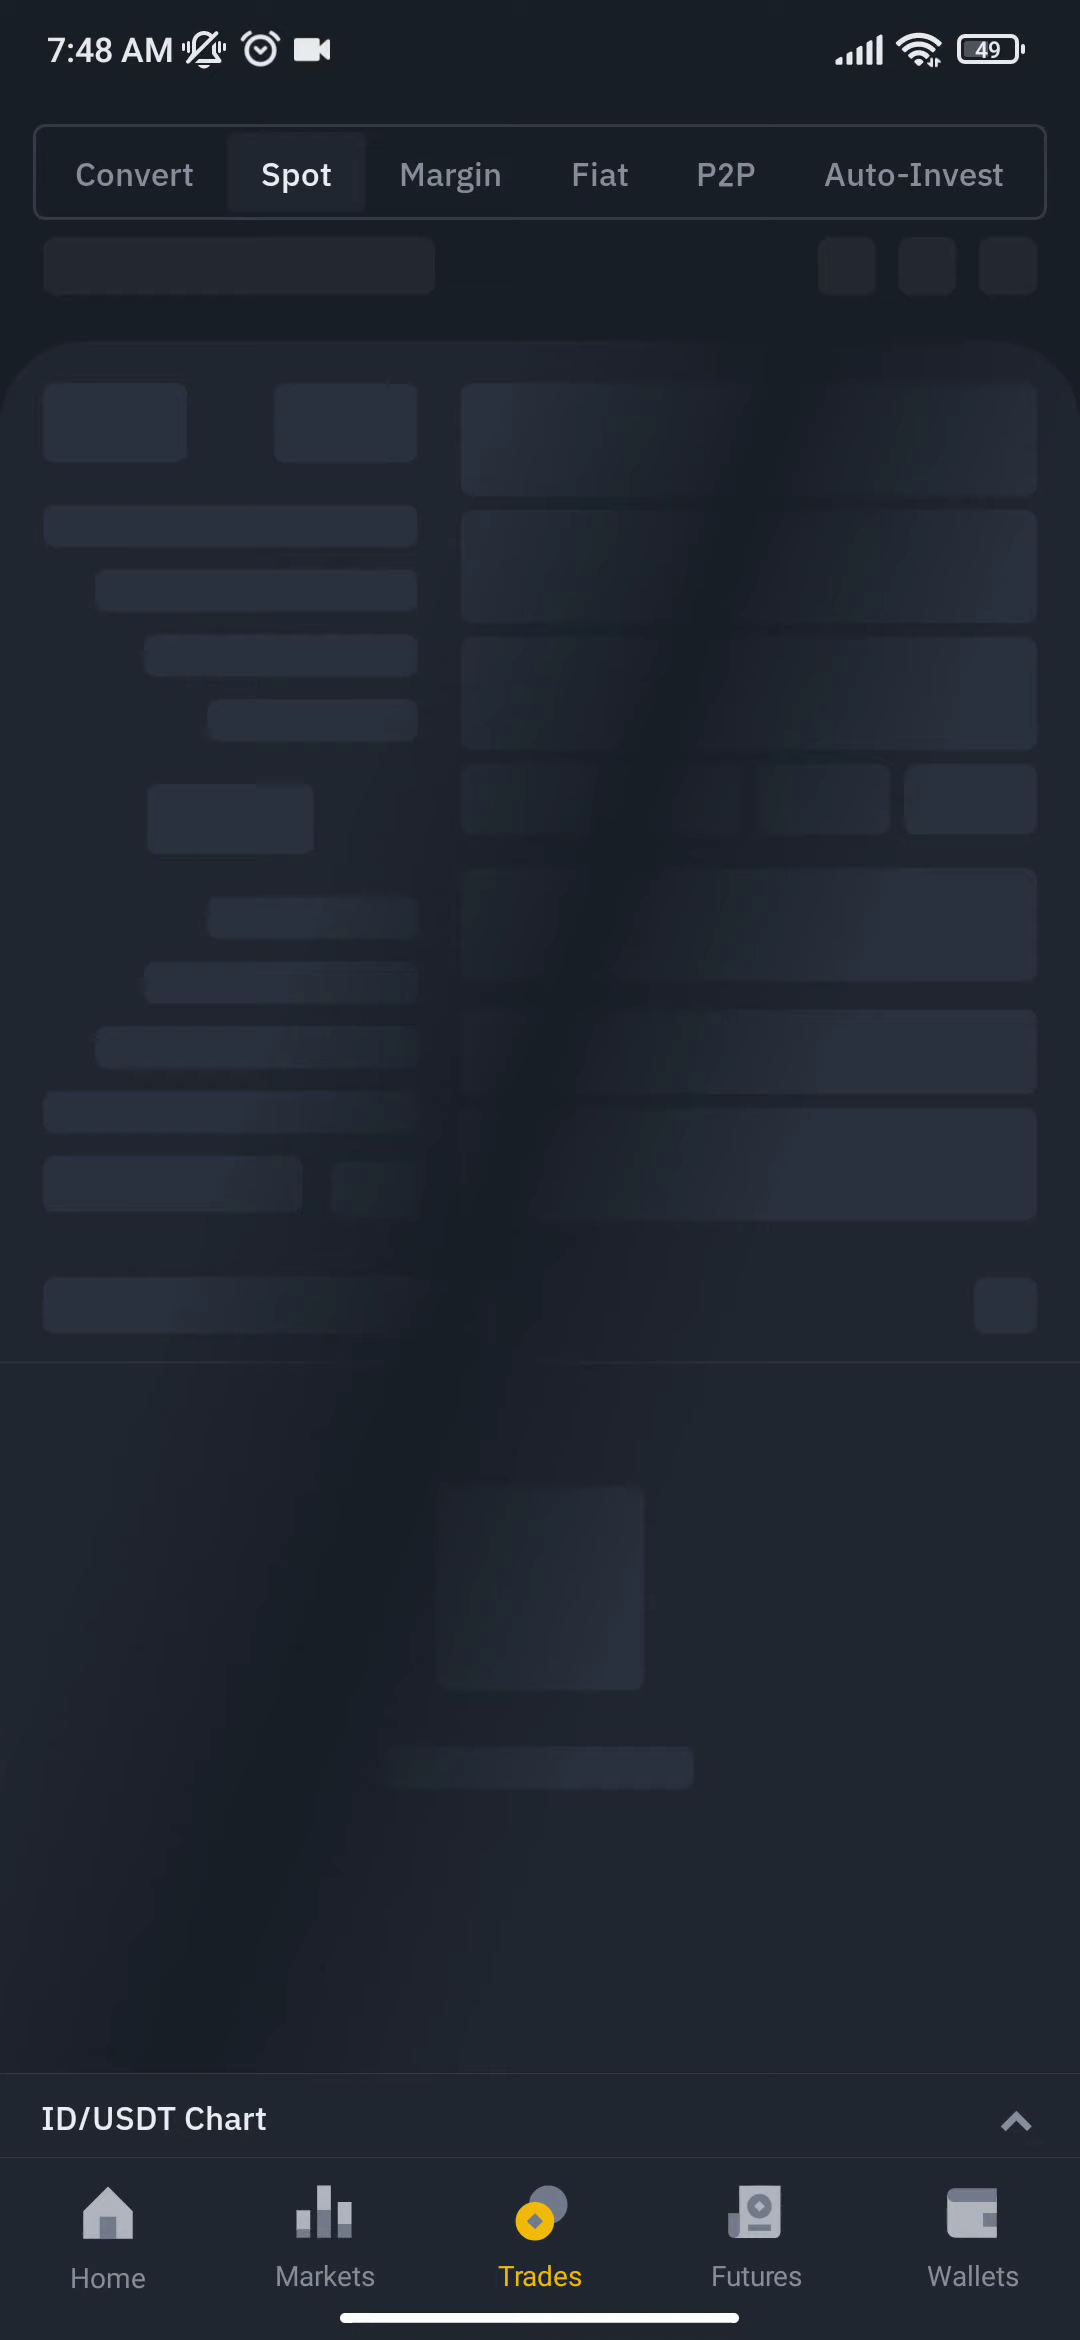 7:48 AM 49
Convert Spot Margin Fiat P2P Auto-Invest
ID/USDT Chart
Home Markets Trades Futures Wallets